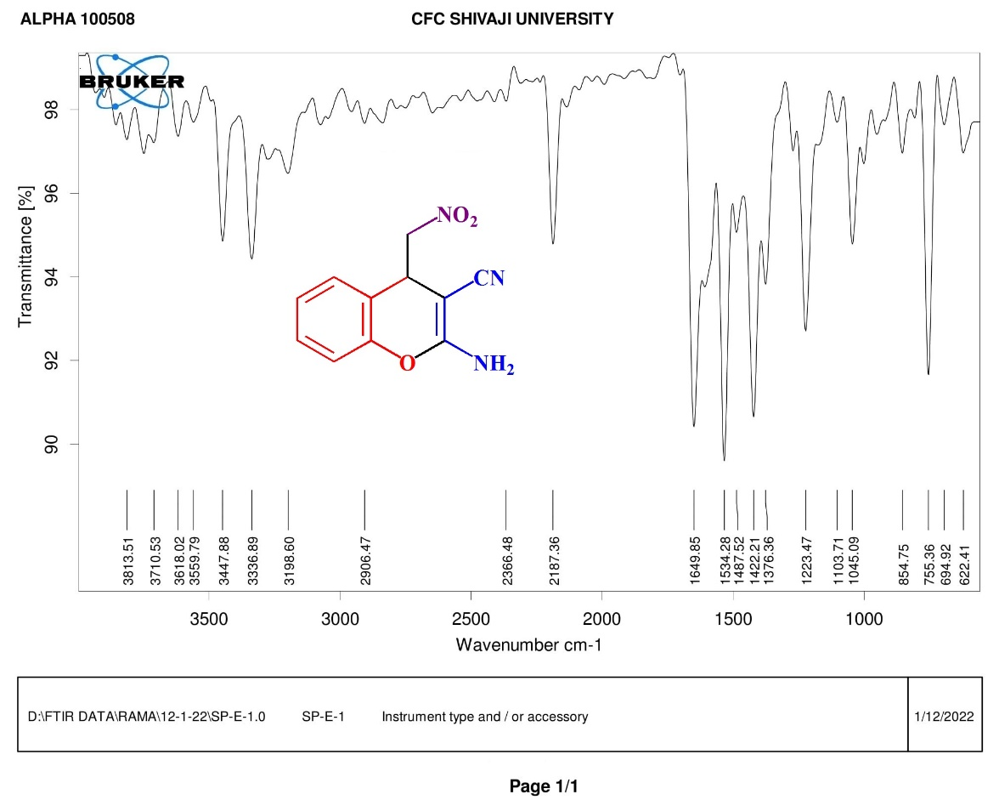 ALPHA 100508 CFC SHIVAJI UNIVERSITY
BRUKER
98
96
94
92
90
Transmittance [%]
NO2
CN
O
NH2
3813.51 3710.53 3618.02 3559.79 3447.88 3336.89 3198.60 2906.47 2366.48 2187.36 1649.85 1534.28 1487.52 1422.21 1376.36 1223.47 1103.71 1045.09 854.75 755.36 694.92 622.41
3500 3000 2500 2000 1500 1000
Wavenumber cm-1
D:\FTIR DATA\RAMA\12-1-22\SP-E-1.0 SP-E-1 Instrument type and / or accessory 1/12/2022
Page 1/1